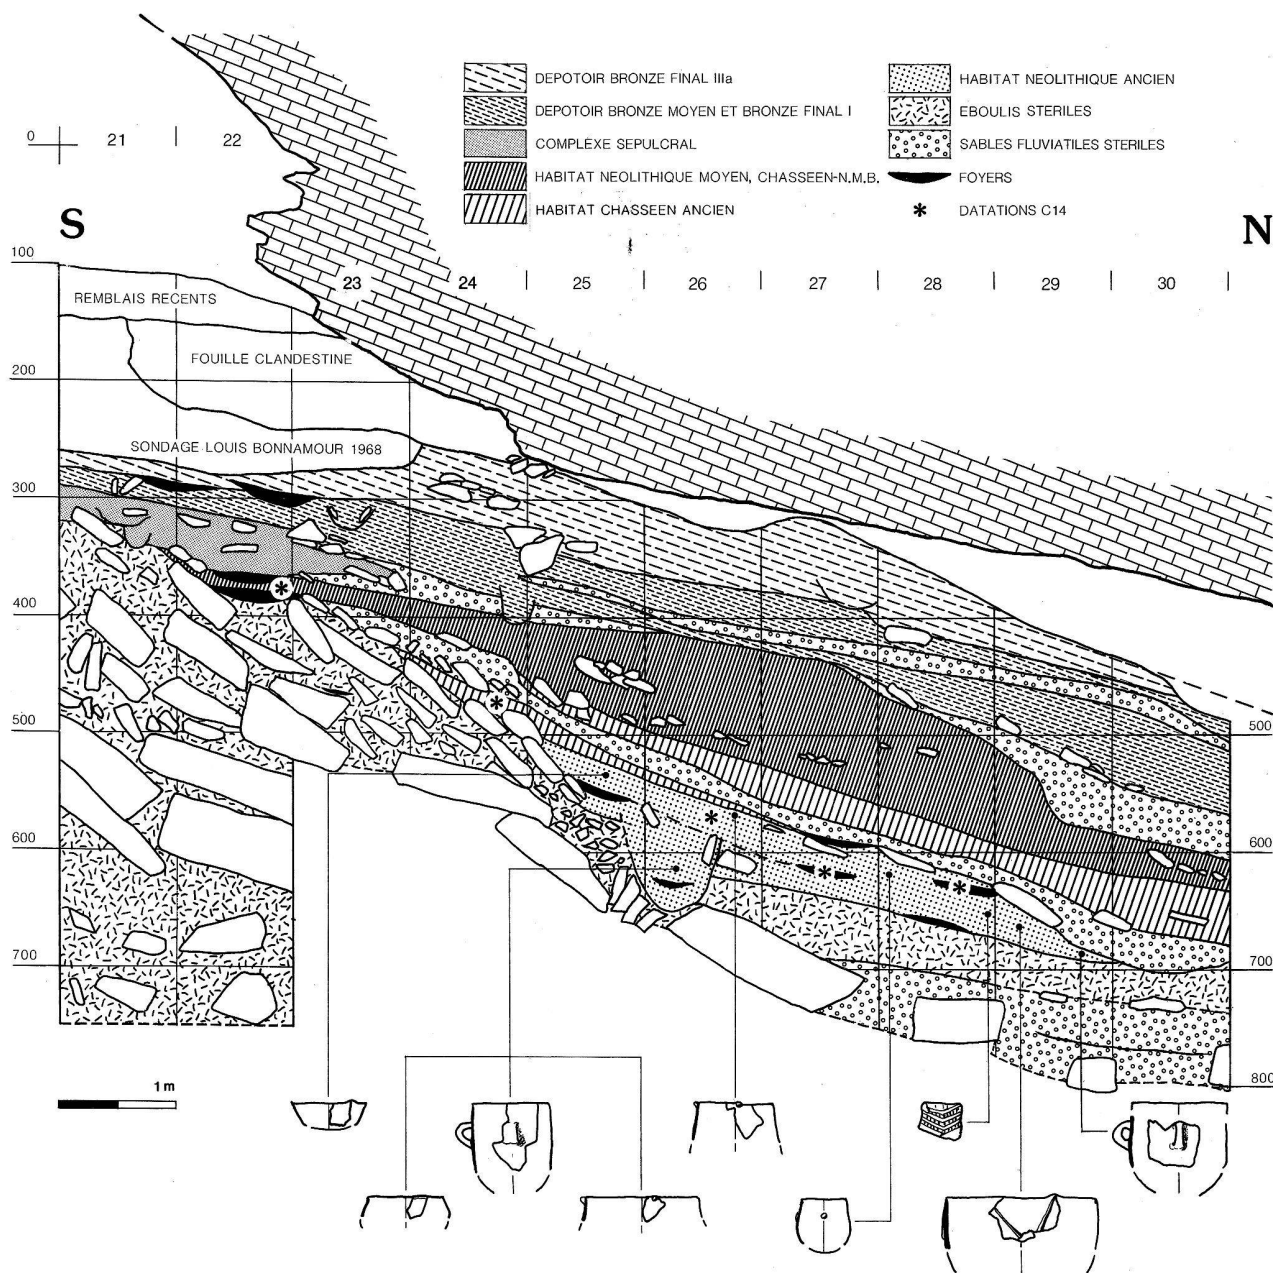 DEPOTOIR BRONZE FINAL IIIa
DEPOTOIR BRONZE MOYEN ET BRONZE FINAL I
COMPLÈXE SEPULCRAL
HABITAT NEOLITHIQUE MOYEN, CHASSEEN-N.M.B.
HABITAT CHASSEEN ANCIEN
HABITAT NEOLITHIQUE ANCIEN
EBOULIS STERILES
SABLES FLUVIATILES STERILES
FOYERS
* DATATIONS C14
0 21 22
S N
100
23 24 25 26 27 28 29 30
REMBLAIS RECENTS
FOUILLE CLANDESTINE
200
SONDAGE LOUIS BONNAMOUR 1968
300
400
500 500
600 600
700 700
800
1 m